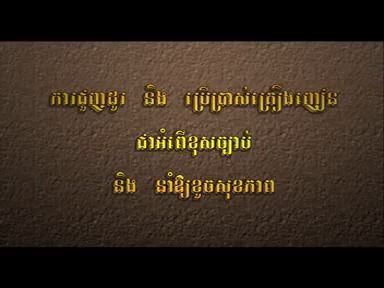 ការជួញដូរ និង ប្រើប្រាស់គ្រឿងញៀន
ជាអំពើខុសច្បាប់
និង នាំឱ្យខូចសុខភាព